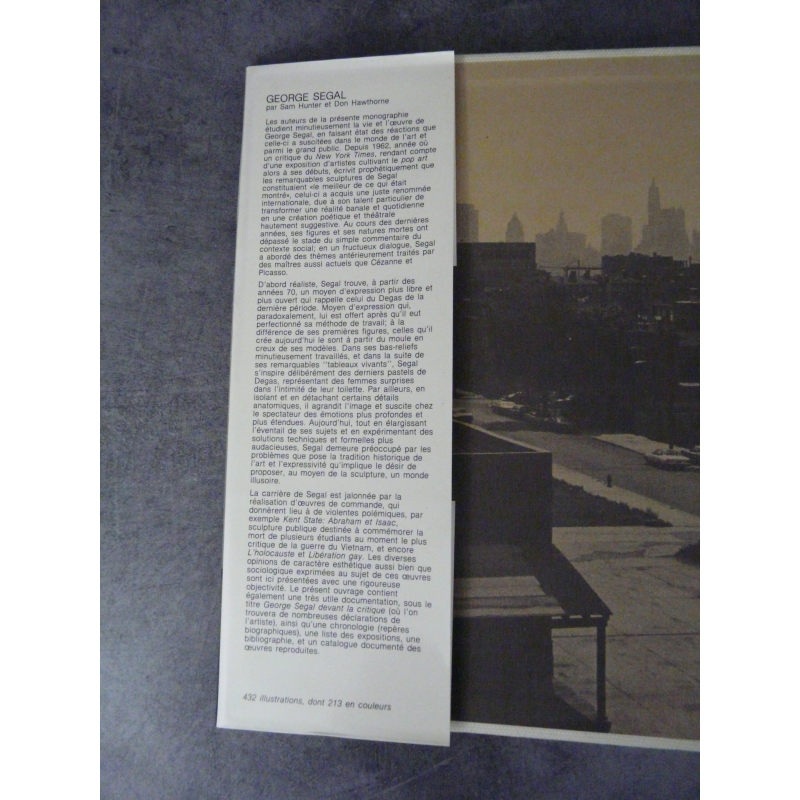 GEORGE SEGAL
par Sam Hunter et Don Hawthorne
Les auteurs de la présente monographie
étudient minutieusement la vie et l'œuvre de
George Segal, en faisant état des réactions que
celle-ci a suscitées dans le monde de l'art et
parmi le grand public. Depuis 1962, année où
un critique du New York Times, rendant compte
d'une exposition d'artistes cultivant le pop art
alors à ses débuts, écrivit prophétiquement que
les remarquables sculptures de Segal
constituaient «le meilleur de ce qui était
montré», celui-ci a acquis une juste renommée
internationale, due à son talent particulier de
transformer une réalité banale et quotidienne
en une création poétique et théâtrale
hautement suggestive. Au cours des dernières
années, ses figures et ses natures mortes ont
dépassé le stade du simple commentaire du
contexte social; en un fructueux dialogue, Segal
a abordé des thèmes antérieurement traités par
des maîtres aussi actuels que Cézanne et
Picasso.
D'abord réaliste, Segal trouve, à partir des
années 70, un moyen d'expression plus libre et
plus ouvert qui rappelle celui du Degas de la
dernière période. Moyen d'expression qui,
paradoxalement, lui est offert après qu'il eut
perfectionné sa méthode de travail; à la
différence de ses premières figures, celles qu'il
crée aujourd'hui le sont à partir du moule en
creux de ses modèles. Dans ses bas-reliefs
minutieusement travaillés, et dans la suite de
ses remarquables "tableaux vivants", Segal
s'inspire délibérément des derniers pastels de
Degas, représentant des femmes surprises
dans l'intimité de leur toilette. Par ailleurs, en
isolant et en détachant certains détails
anatomiques, il agrandit l'image et suscite chez
le spectateur des émotions plus profondes et
plus étendues. Aujourd'hui, tout en élargissant
l'éventail de ses sujets et en expérimentant des
solutions techniques et formelles plus
audacieuses, Segal demeure préoccupé par les
problèmes que pose la tradition historique de
l'art et l'expressivité qu'implique le désir de
proposer, au moyen de la sculpture, un monde
illusoire.
La carrière de Segal est jalonnée par la
réalisation d'œuvres de commande, qui
donnèrent lieu à de violentes polémiques, par
exemple Kent State: Abraham et Isaac,
sculpture publique destinée à commémorer la
mort de plusieurs étudiants au moment le plus
critique de la guerre du Vietnam, et encore
L'holocauste et Libération gay. Les diverses
opinions de caractère esthétique aussi bien que
sociologique exprimées au sujet de ces œuvres
sont ici présentées avec une rigoureuse
objectivité. Le présent ouvrage contient
également une très utile documentation, sous le
titre George Segal devant la critique (où l'on
trouvera de nombreuses déclarations de
l'artiste), ainsi qu'une chronologie (repères
biographiques), une liste des expositions, une
bibliographie, et un catalogue documenté des
œuvres reproduites.
432 illustrations, dont 213 en couleurs